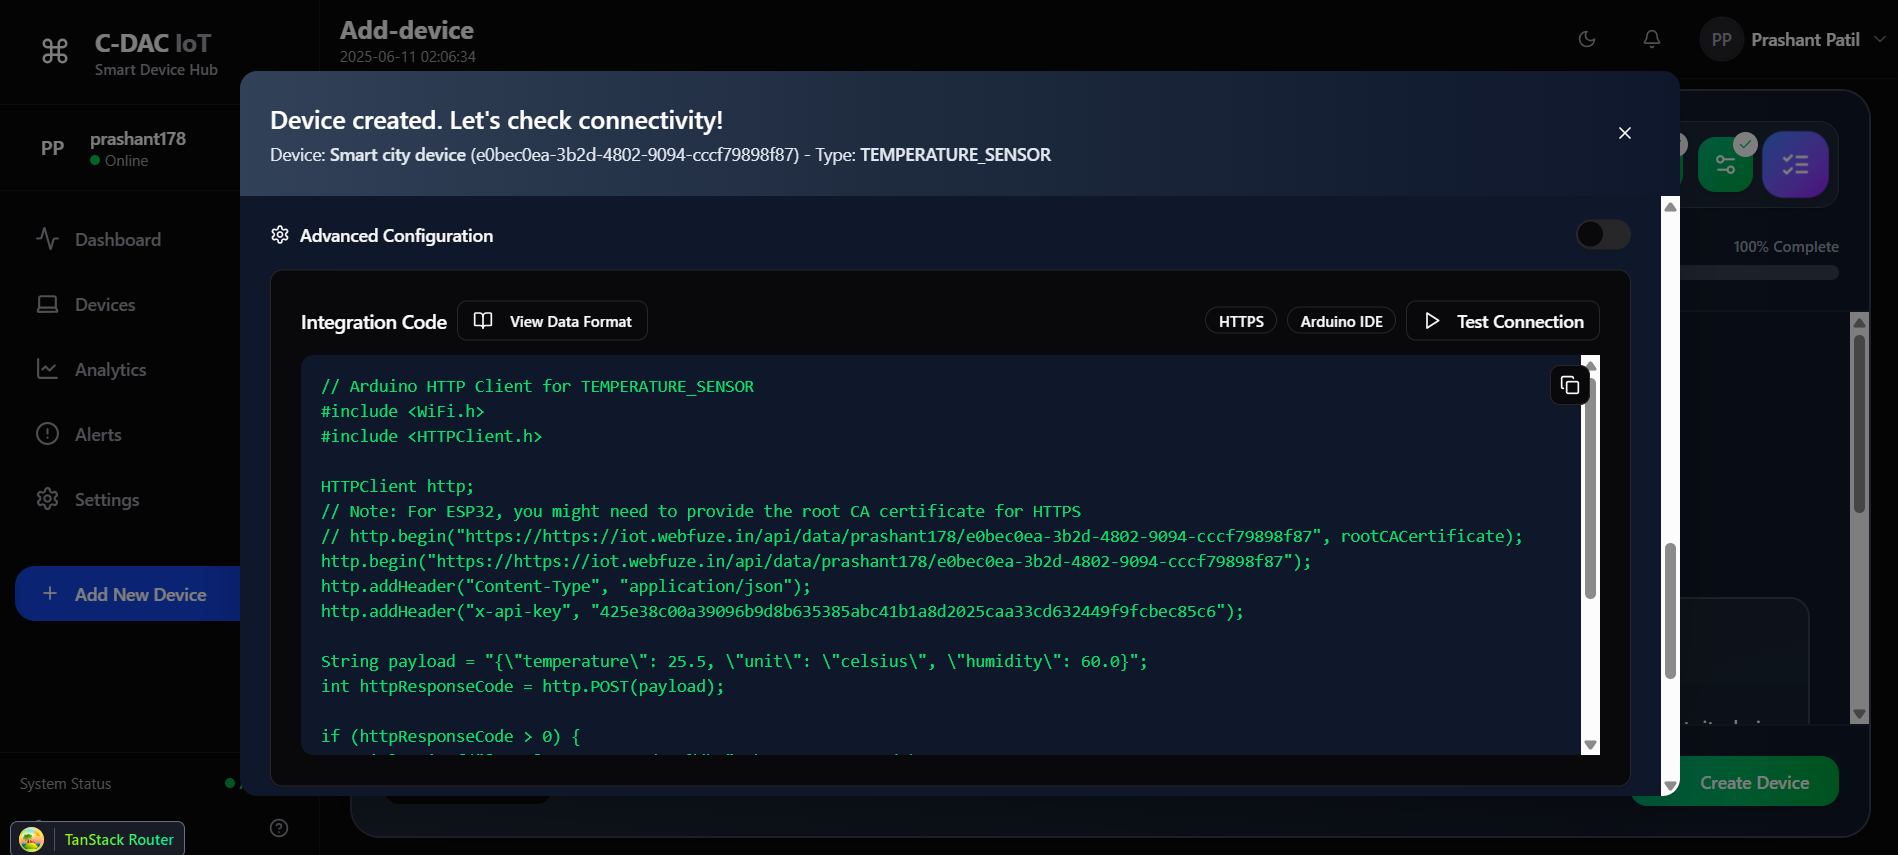 C-DAC IoT
Smart Device Hub
Add-device
2025-06-11 02:06:34
PP
Prashant Patil
PP
prashant178
Online
Dashboard
Devices
Analytics
Alerts
Settings
Add New Device
System Status
TanStack Router
Device created. Let's check connectivity!
Device: Smart city device (e0bec0ea-3b2d-4802-9094-cccf79898f87) - Type: TEMPERATURE_SENSOR
100% Complete
Advanced Configuration
Integration Code
View Data Format
HTTPS
Arduino IDE
Test Connection
// Arduino HTTP Client for TEMPERATURE_SENSOR
#include <WiFi.h>
#include <HTTPClient.h>
HTTPClient http;
// Note: For ESP32, you might need to provide the root CA certificate for HTTPS
// http.begin("https://https://iot.webfuze.in/api/data/prashant178/e0bec0ea-3b2d-4802-9094-cccf79898f87", rootCACertificate);
http.begin("https://https://iot.webfuze.in/api/data/prashant178/e0bec0ea-3b2d-4802-9094-cccf79898f87");
http.addHeader("Content-Type", "application/json");
http.addHeader("x-api-key", "425e38c00a39096b9d8b635385abc41b1a8d2025caa33cd632449f9fcbec85c6");
String payload = "{\"temperature\": 25.5, \"unit\": \"celsius\", \"humidity\": 60.0}";
int httpResponseCode = http.POST(payload);
if (httpResponseCode > 0) {
Create Device